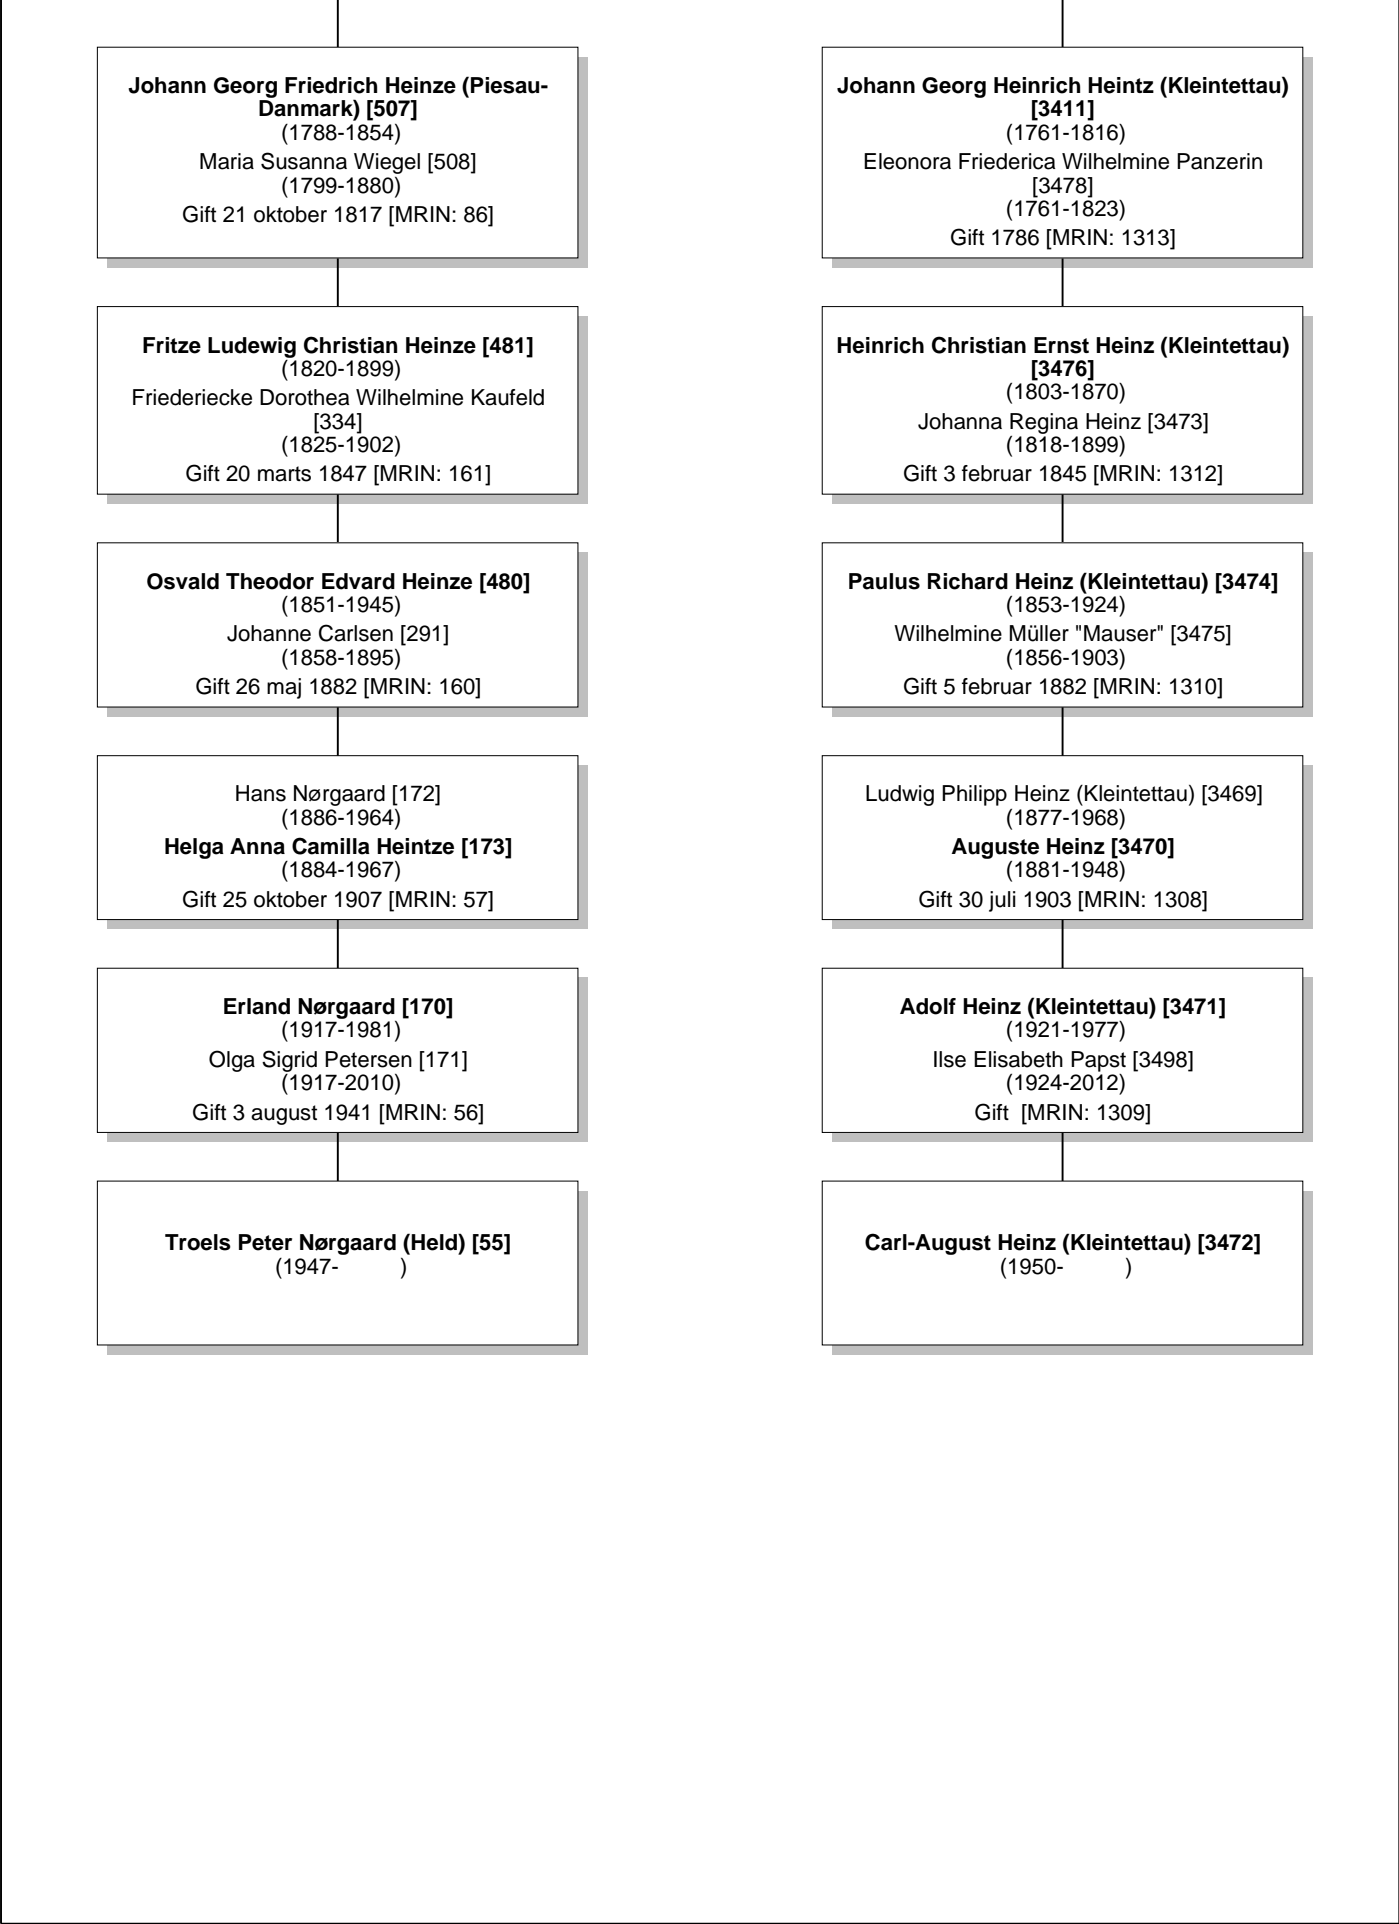 Johann Georg Friedrich Heinze (Piesau-
Danmark) [507]
(1788-1854)
Maria Susanna Wiegel [508]
(1799-1880)
Gift 21 oktober 1817 [MRIN: 86]
Fritze Ludewig Christian Heinze [481]
(1820-1899)
Friederiecke Dorothea Wilhelmine Kaufeld
[334]
(1825-1902)
Gift 20 marts 1847 [MRIN: 161]
Osvald Theodor Edvard Heinze [480]
(1851-1945)
Johanne Carlsen [291]
(1858-1895)
Gift 26 maj 1882 [MRIN: 160]
Hans Nørgaard [172]
(1886-1964)
Helga Anna Camilla Heintze [173]
(1884-1967)
Gift 25 oktober 1907 [MRIN: 57]
Erland Nørgaard [170]
(1917-1981)
Olga Sigrid Petersen [171]
(1917-2010)
Gift 3 august 1941 [MRIN: 56]
Troels Peter Nørgaard (Held) [55]
(1947-          )
Johann Georg Heinrich Heintz (Kleintettau)
[3411]
(1761-1816)
Eleonora Friederica Wilhelmine Panzerin
[3478]
(1761-1823)
Gift 1786 [MRIN: 1313]
Heinrich Christian Ernst Heinz (Kleintettau)
[3476]
(1803-1870)
Johanna Regina Heinz [3473]
(1818-1899)
Gift 3 februar 1845 [MRIN: 1312]
Paulus Richard Heinz (Kleintettau) [3474]
(1853-1924)
Wilhelmine Müller "Mauser" [3475]
(1856-1903)
Gift 5 februar 1882 [MRIN: 1310]
Ludwig Philipp Heinz (Kleintettau) [3469]
(1877-1968)
Auguste Heinz [3470]
(1881-1948)
Gift 30 juli 1903 [MRIN: 1308]
Adolf Heinz (Kleintettau) [3471]
(1921-1977)
Ilse Elisabeth Papst [3498]
(1924-2012)
Gift  [MRIN: 1309]
Carl-August Heinz (Kleintettau) [3472]
(1950-          )